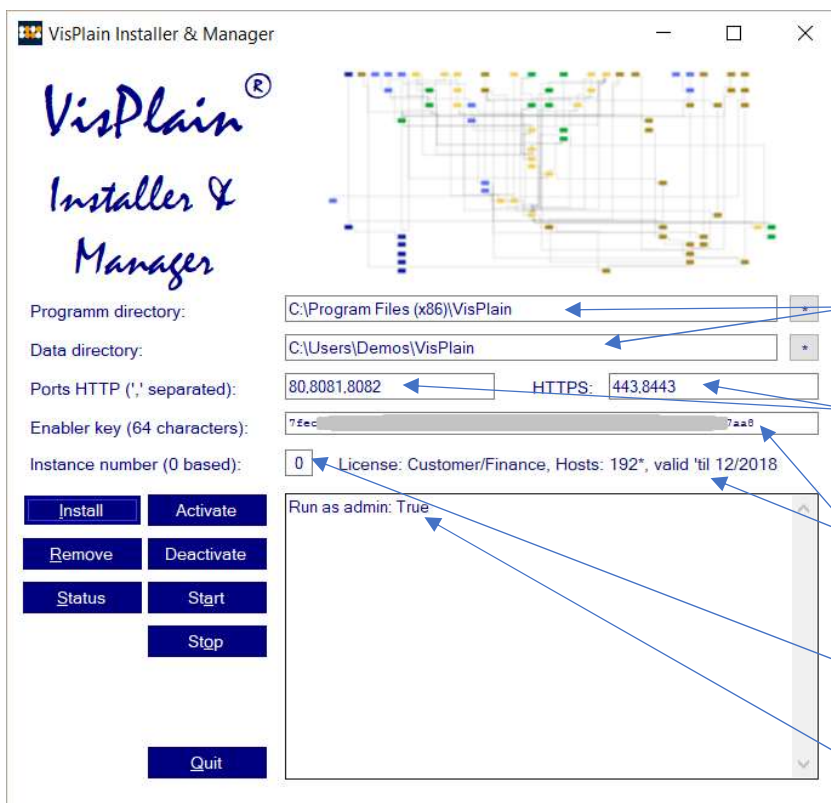 VisPlain Installer & Manager
VisPlain®
Installer &
Manager
Programm directory: C:\Program Files (x86)\VisPlain *
Data directory: C:\Users\Demos\VisPlain *
Ports HTTP (',' separated): 80,8081,8082 HTTPS: 443,8443
Enabler key (64 characters): 7fec 7aa8
Instance number (0 based): 0 License: Customer/Finance, Hosts: 192*, valid 'til 12/2018
Install Activate Run as admin: True
Remove Deactivate
Status Start
Stop
Quit